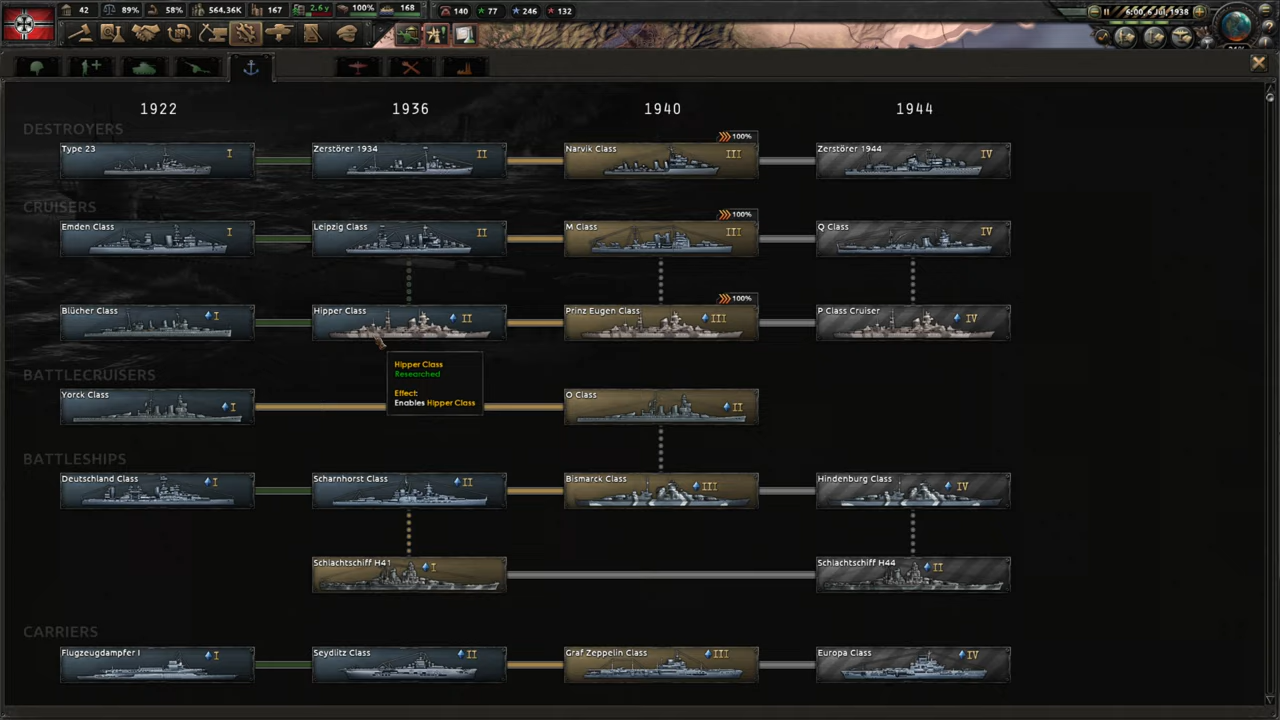 42 89% 58% 564,36K 167 2.6 y 100% 168 140 77 246 132 6:00, 6 Jul, 1938
1922 1936 1940 1944
DESTROYERS
100%
Type 23 I Zerstörer 1934 II Narvik Class III Zerstörer 1944 IV
CRUISERS
100%
Emden Class I Leipzig Class II M Class III Q Class IV
100%
Blücher Class I Hipper Class II Prinz Eugen Class III P Class Cruiser IV
Hipper Class
Researched
Effect:
Enables Hipper Class
BATTLECRUISERS
Yorck Class I O Class II
BATTLESHIPS
Deutschland Class I Scharnhorst Class II Bismarck Class III Hindenburg Class IV
Schlachtschiff H41 I Schlachtschiff H44 II
CARRIERS
Flugzeugdampfer I I Seydlitz Class II Graf Zeppelin Class III Europa Class IV